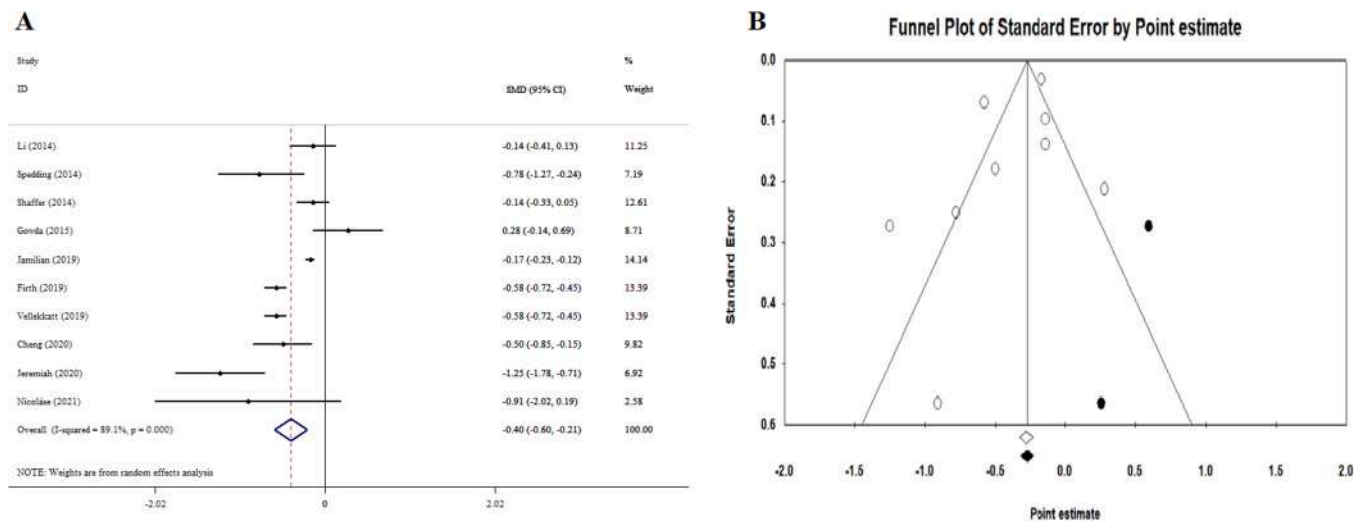 A
Study %
ID SMD (95% CI) Weight
Li (2014) -0.14 (-0.41, 0.13) 11.25
Spedding (2014) -0.78 (-1.27, -0.24) 7.19
Shaffer (2014) -0.14 (-0.33, 0.05) 12.61
Gowda (2015) 0.28 (-0.14, 0.69) 8.71
Jamilian (2019) -0.17 (-0.23, -0.12) 14.14
Firth (2019) -0.58 (-0.72, -0.45) 13.39
Vellekkatt (2019) -0.58 (-0.72, -0.45) 13.39
Cheng (2020) -0.50 (-0.85, -0.15) 9.82
Jeremiah (2020) -1.25 (-1.78, -0.71) 6.92
Nicoláse (2021) -0.91 (-2.02, 0.19) 2.58
Overall (I-squared = 89.1%, p = 0.000) -0.40 (-0.60, -0.21) 100.00
NOTE: Weights are from random effects analysis
-2.02 0 2.02
B
Funnel Plot of Standard Error by Point estimate
0.0
0.1
0.2
0.3
0.4
0.5
0.6
Standard Error
-2.0 -1.5 -1.0 -0.5 0.0 0.5 1.0 1.5 2.0
Point estimate